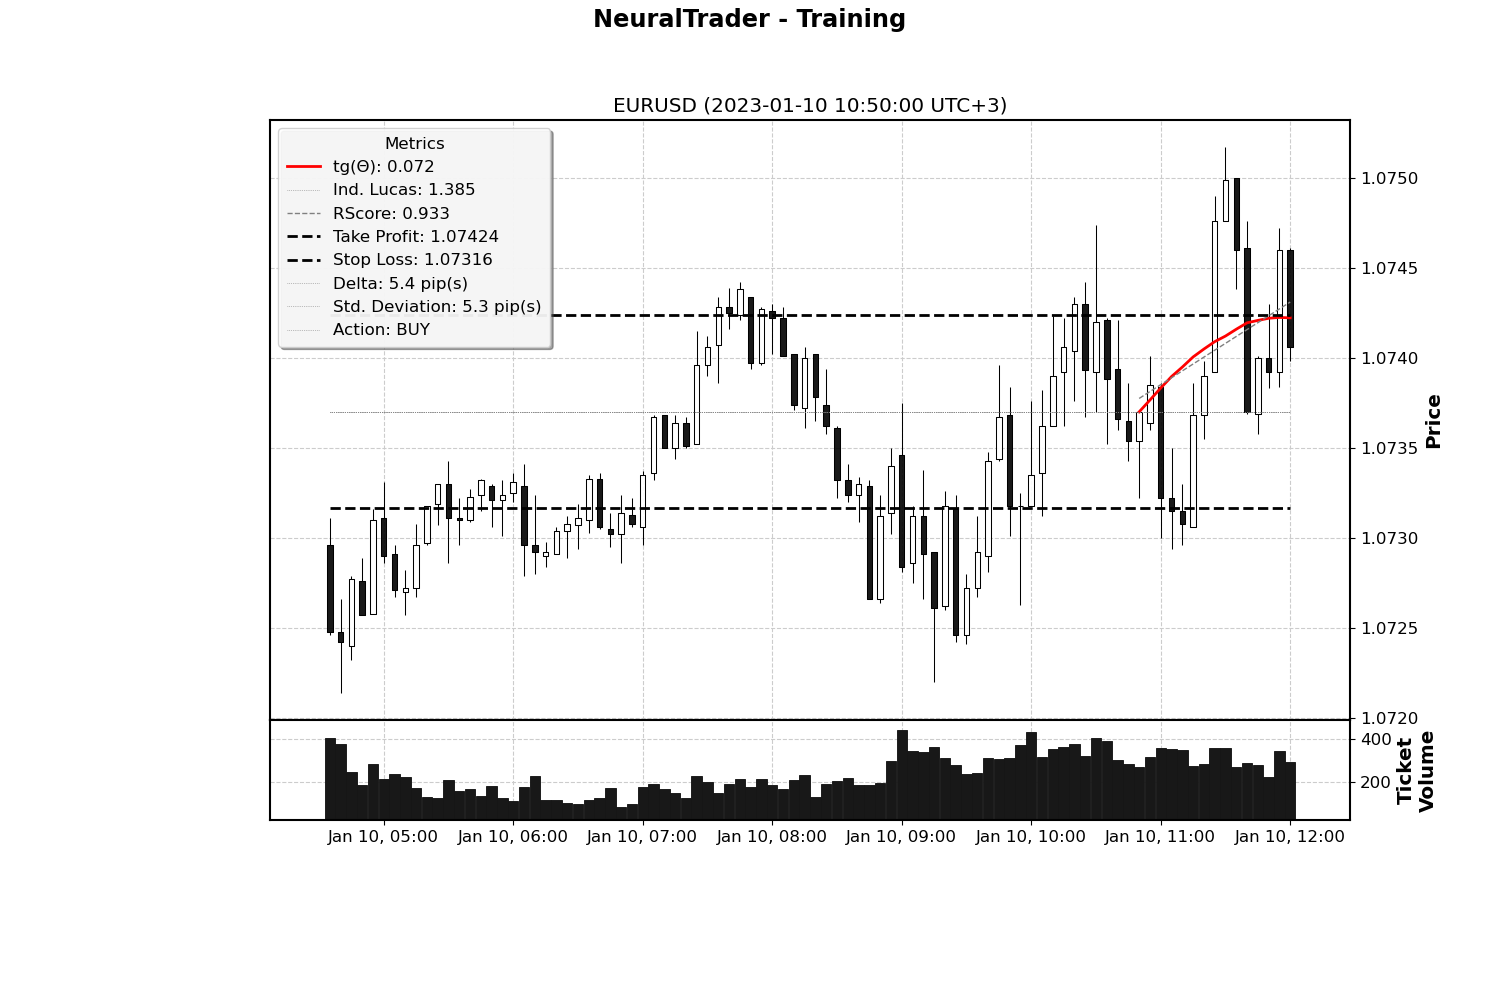 NeuralTrader - Training
EURUSD (2023-01-10 10:50:00 UTC+3)
Metrics
tg(Θ): 0.072
Ind. Lucas: 1.385
RScore: 0.933
Take Profit: 1.07424
Stop Loss: 1.07316
Delta: 5.4 pip(s)
Std. Deviation: 5.3 pip(s)
Action: BUY
1.0750
1.0745
1.0740
1.0735
1.0730
1.0725
1.0720
Price
400
200
Ticket
Volume
Jan 10, 05:00
Jan 10, 06:00
Jan 10, 07:00
Jan 10, 08:00
Jan 10, 09:00
Jan 10, 10:00
Jan 10, 11:00
Jan 10, 12:00